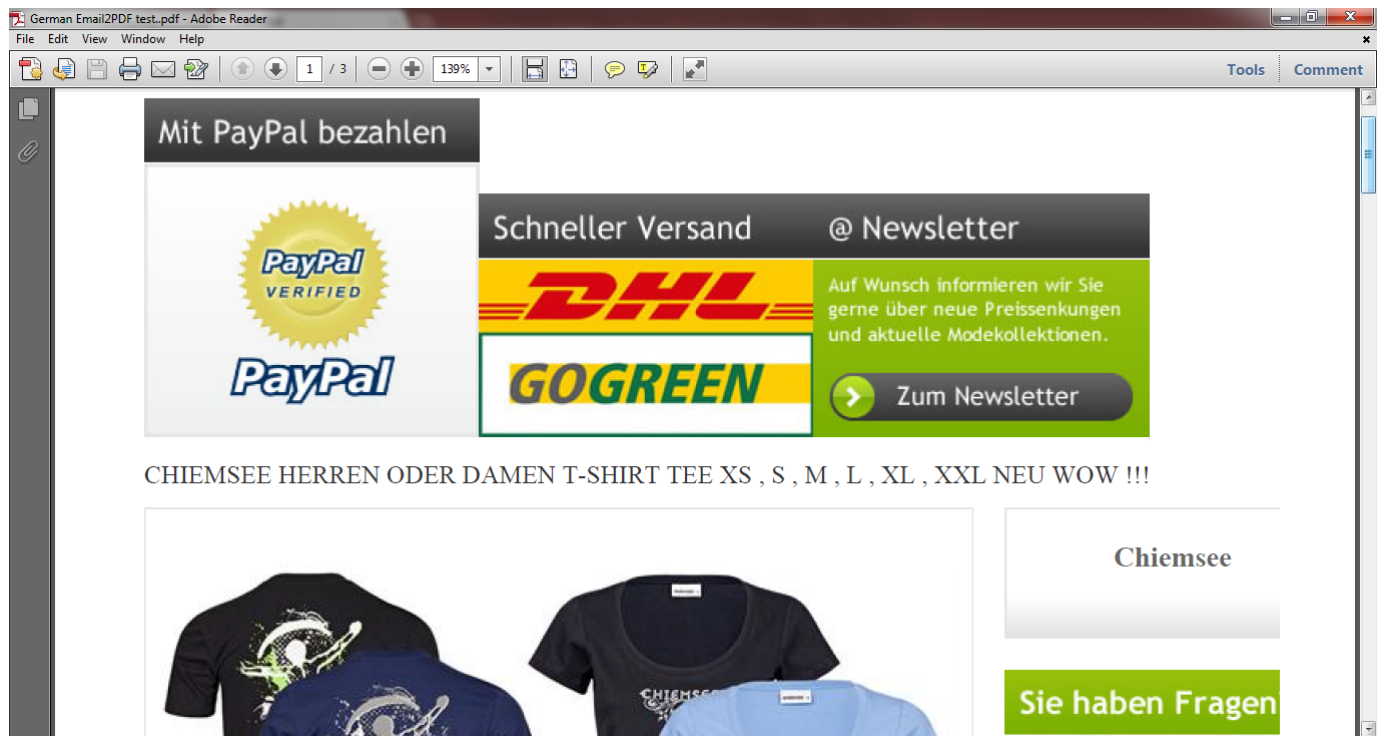 German Email2PDF test..pdf - Adobe Reader
File Edit View Window Help
1 / 3 139% Tools Comment
Mit PayPal bezahlen
PayPal
VERIFIED
PayPal
Schneller Versand
DHL
GOGREEN
@ Newsletter
Auf Wunsch informieren wir Sie
gerne über neue Preissenkungen
und aktuelle Modekollektionen.
Zum Newsletter
CHIEMSEE HERREN ODER DAMEN T-SHIRT TEE XS , S , M , L , XL , XXL NEU WOW !!!
CHIEMSEE
Chiemsee
Sie haben Fragen